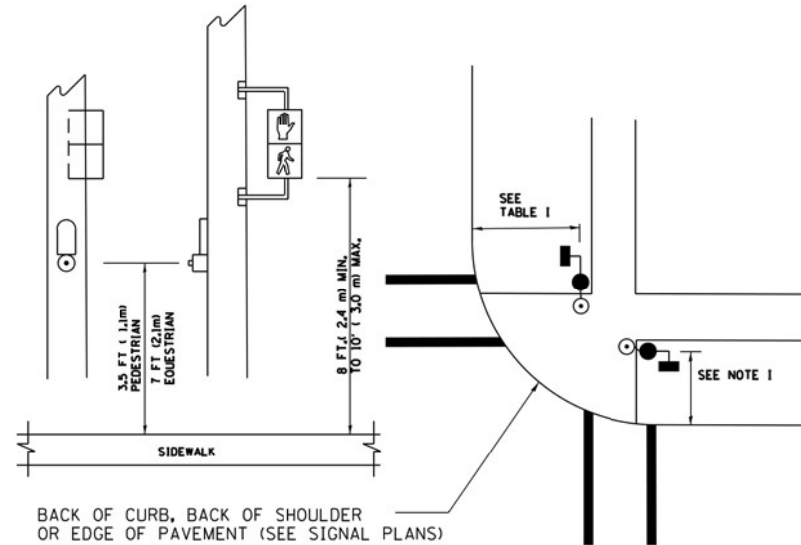 3.5 FT ( 1.1m)
PEDESTRIAN
7 FT (2.1m)
EQUESTRIAN
8 FT.( 2.4 m) MIN.
TO 10' ( 3.0 m) MAX.
SIDEWALK
SEE
TABLE I
SEE NOTE I
BACK OF CURB, BACK OF SHOULDER
OR EDGE OF PAVEMENT (SEE SIGNAL PLANS)